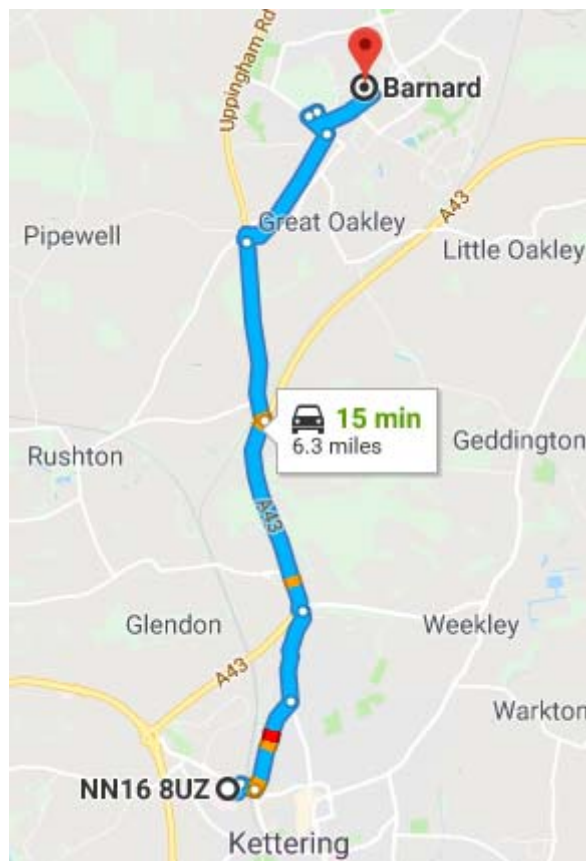 Uppingham Rd
Barnard
Great Oakley
A43
Pipewell
Little Oakley
15 min
6.3 miles
Geddington
Rushton
A43
Glendon
Weekley
A43
Warkton
NN16 8UZ
Kettering